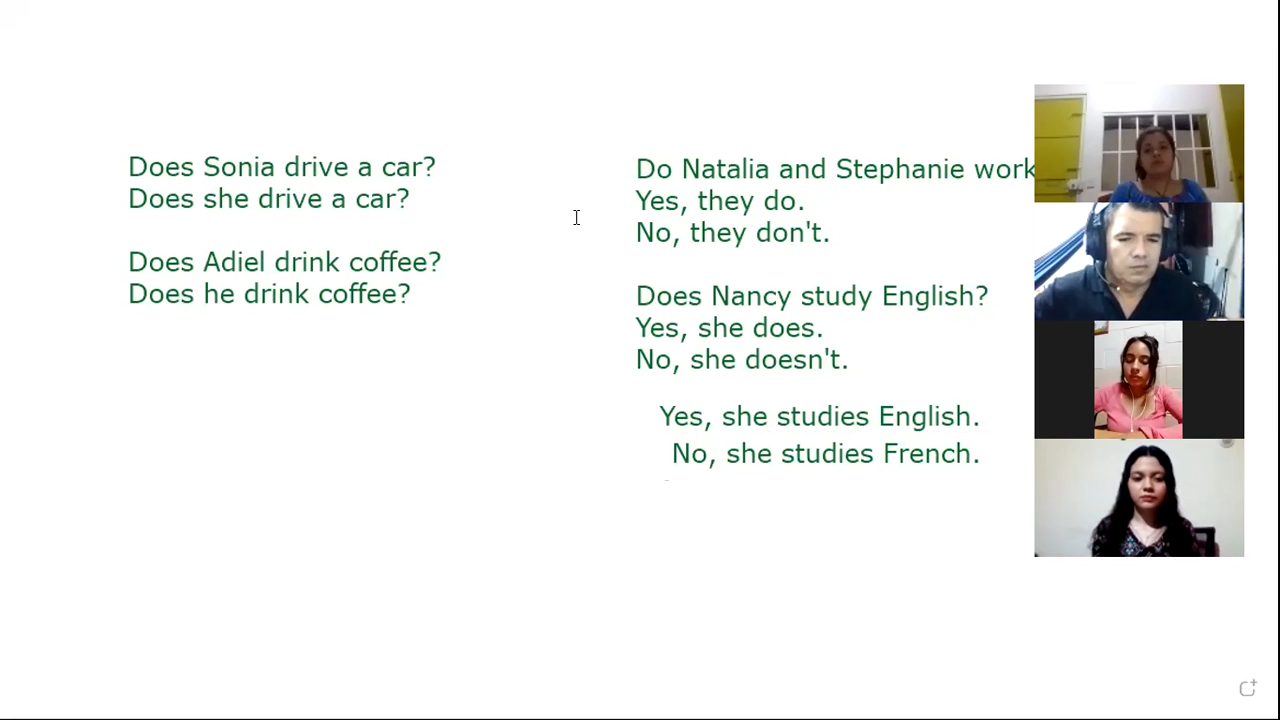 Does Sonia drive a car?
Does she drive a car?
Does Adiel drink coffee?
Does he drink coffee?
Do Natalia and Stephanie work
Yes, they do.
No, they don't.
Does Nancy study English?
Yes, she does.
No, she doesn't.
Yes, she studies English.
No, she studies French.